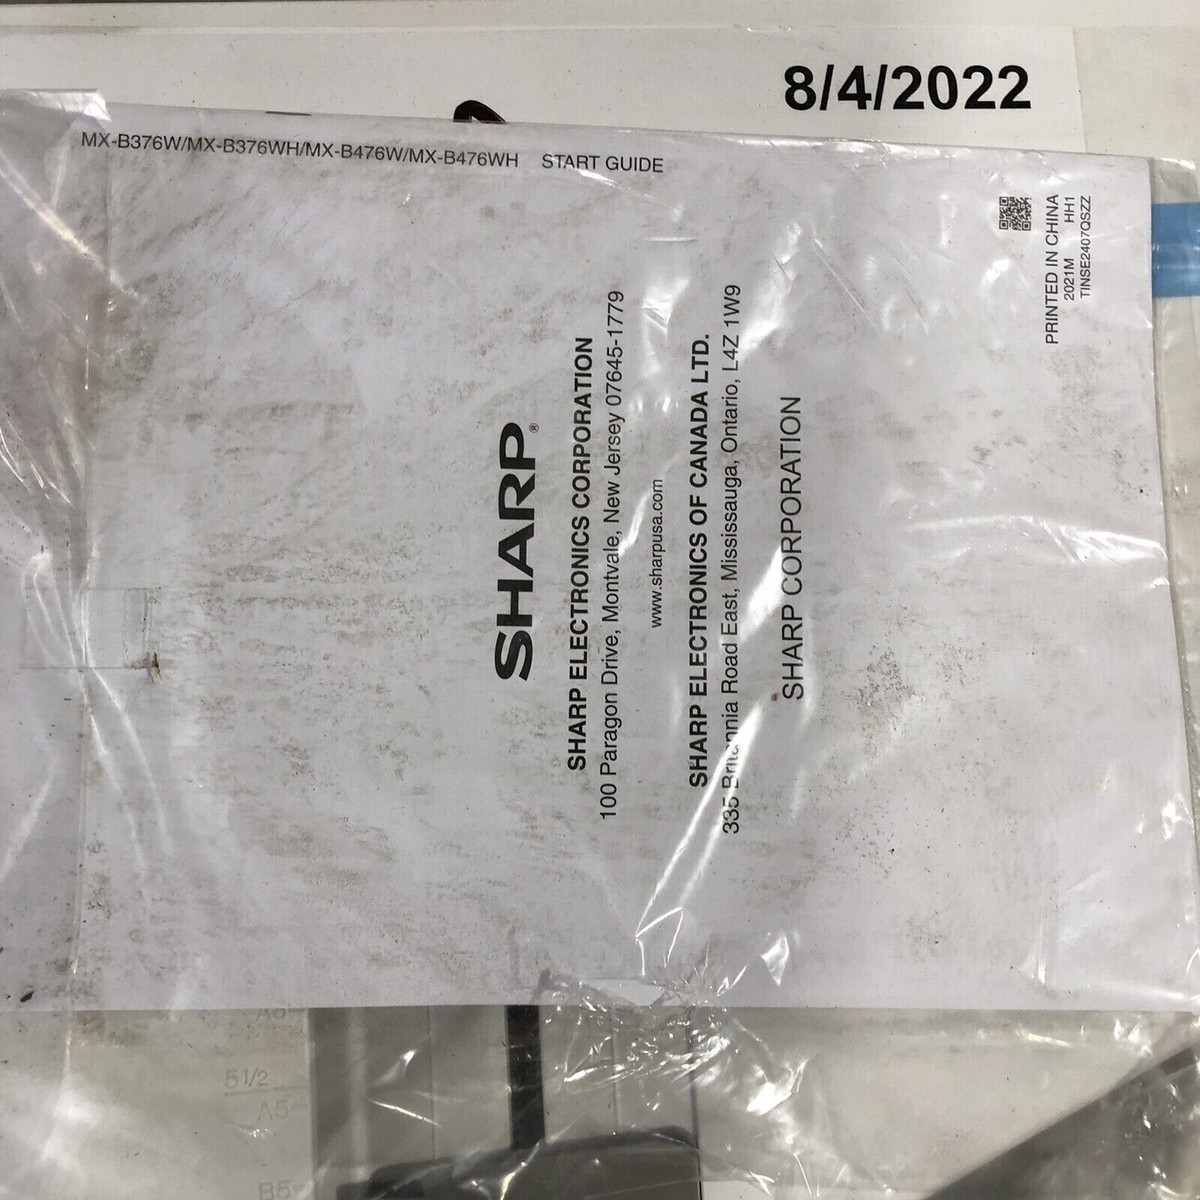 8/4/2022
MX-B376W/MX-B376WH/MX-B476W/MX-B476WH START GUIDE
SHARP®
SHARP ELECTRONICS CORPORATION
100 Paragon Drive, Montvale, New Jersey 07645-1779
www.sharpusa.com
SHARP ELECTRONICS OF CANADA LTD.
335 Britannia Road East, Mississauga, Ontario, L4Z 1W9
SHARP CORPORATION
PRINTED IN CHINA
2021M HH1
TINSE2407QSZZ
A6
5 1/2
A5
B5